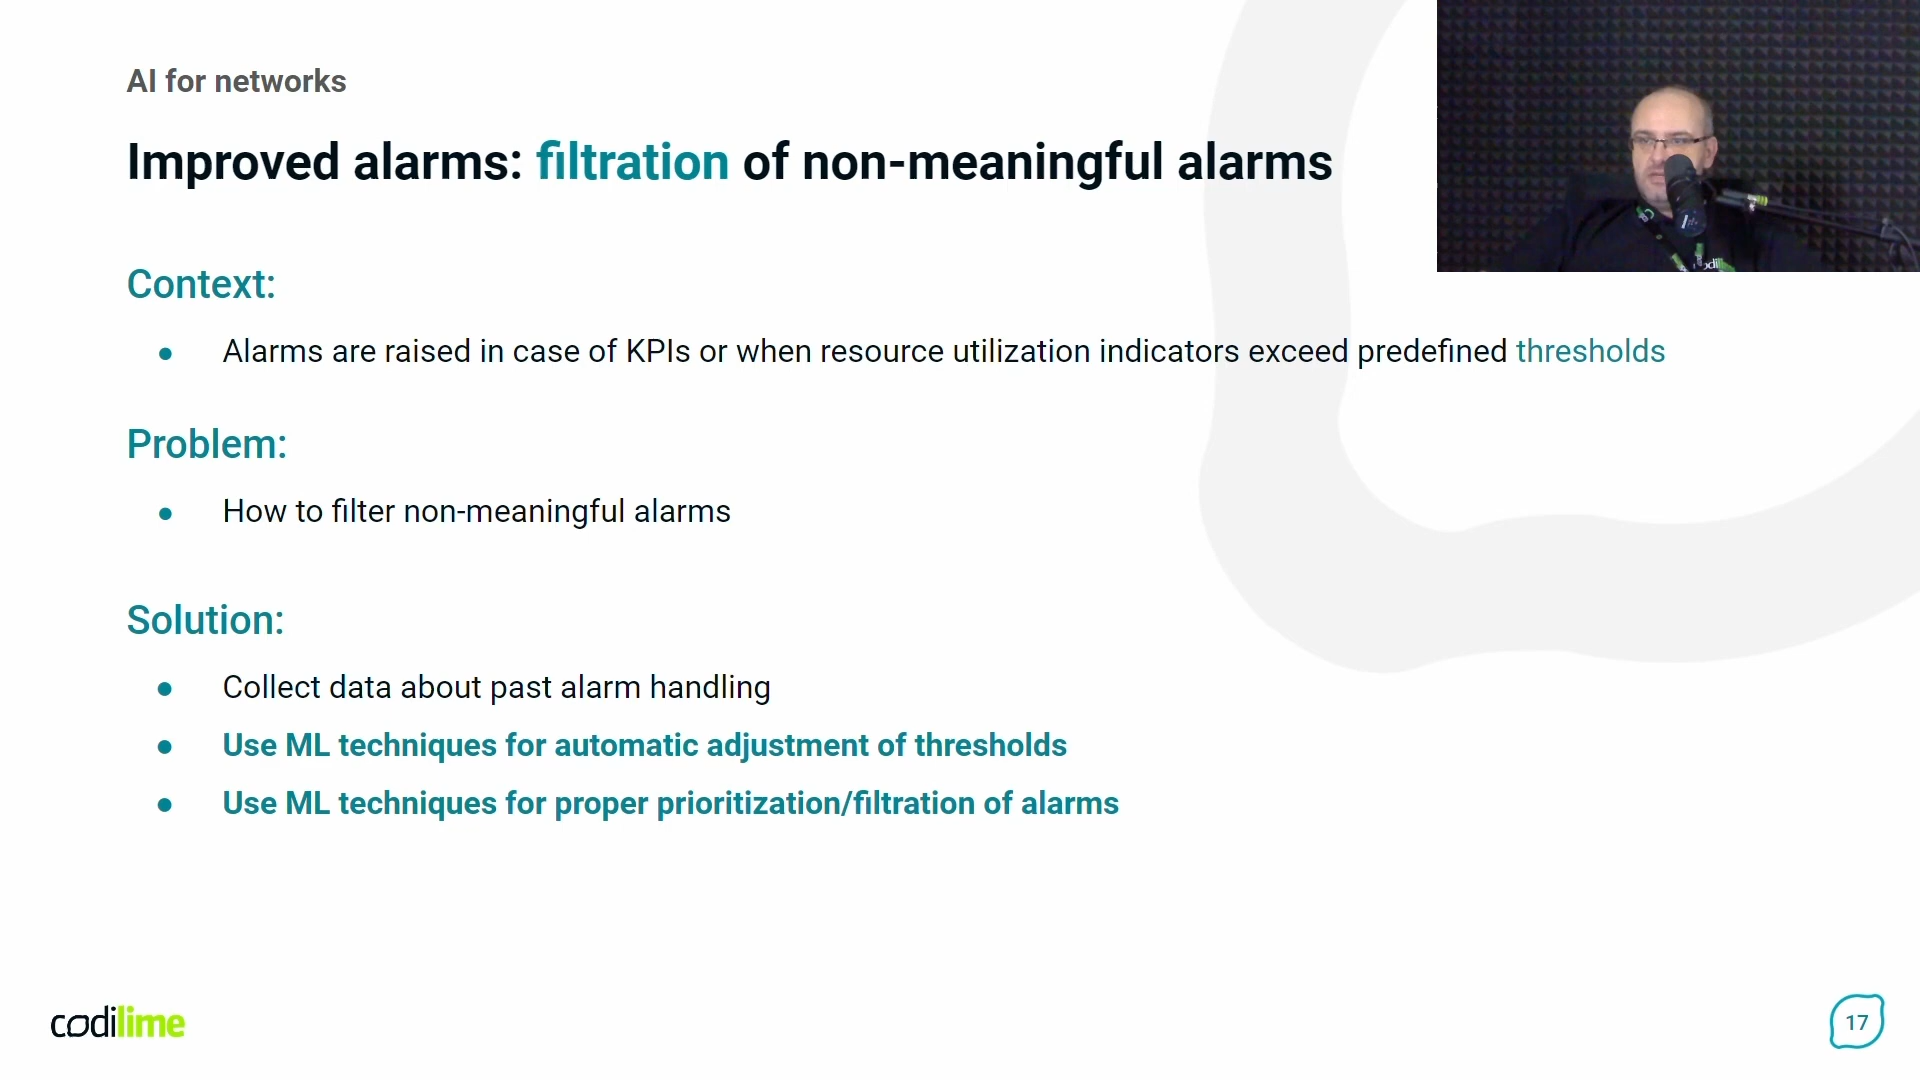 AI for networks
Improved alarms: filtration of non-meaningful alarms
Context:
● Alarms are raised in case of KPIs or when resource utilization indicators exceed predefined thresholds
Problem:
● How to filter non-meaningful alarms
Solution:
● Collect data about past alarm handling
● Use ML techniques for automatic adjustment of thresholds
● Use ML techniques for proper prioritization/filtration of alarms
codilime
17